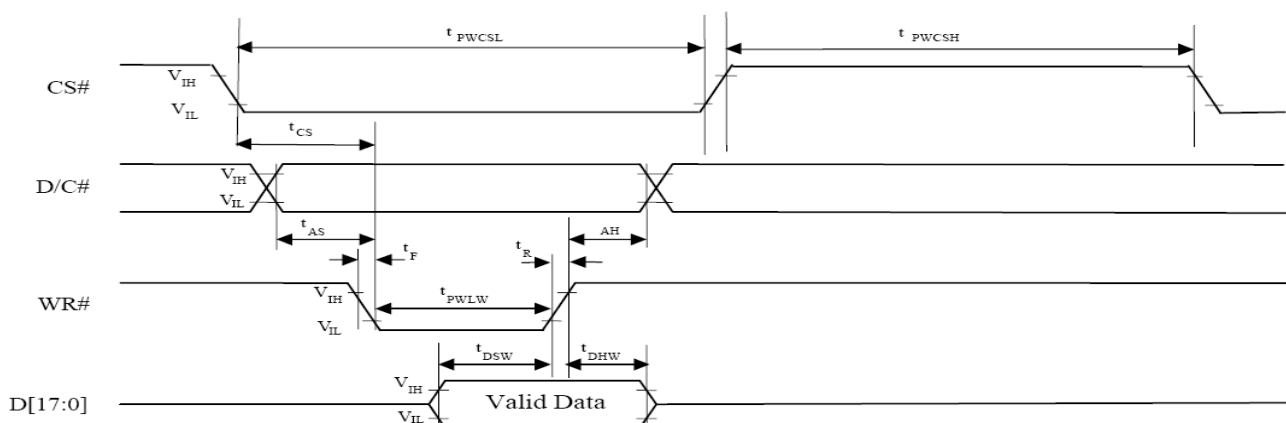 t PWCSL
t PWCSH
CS#
VIH
VIL
tCS
D/C#
VIH
VIL
tAS
AH
tF
tR
WR#
VIH
VIL
tPWLW
tDSW
tDHW
D[17:0]
VIH
VIL
Valid Data